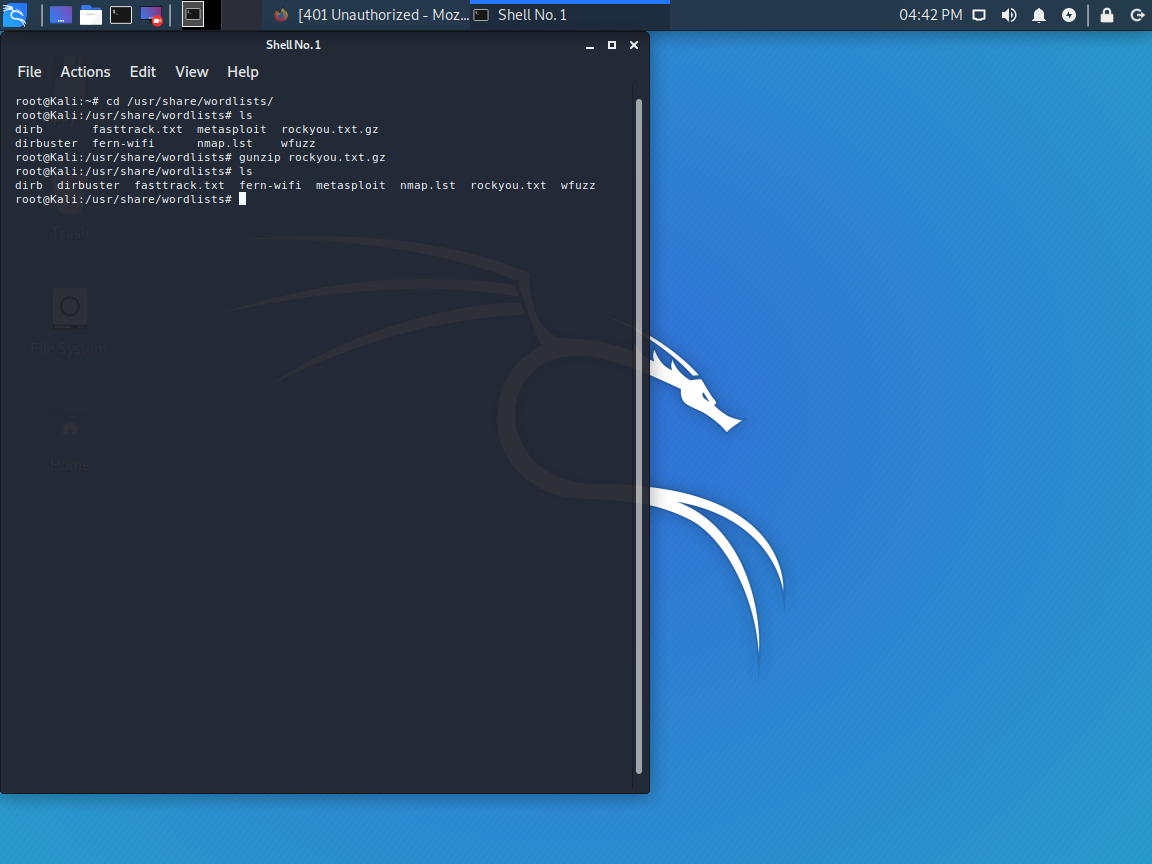 [401 Unauthorized - Moz...
Shell No. 1
04:42 PM
Shell No. 1
File Actions Edit View Help
root@Kali:~# cd /usr/share/wordlists/
root@Kali:/usr/share/wordlists# ls
dirb fasttrack.txt metasploit rockyou.txt.gz
dirbuster fern-wifi nmap.lst wfuzz
root@Kali:/usr/share/wordlists# gunzip rockyou.txt.gz
root@Kali:/usr/share/wordlists# ls
dirb dirbuster fasttrack.txt fern-wifi metasploit nmap.lst rockyou.txt wfuzz
root@Kali:/usr/share/wordlists#
Trash
File System
Home